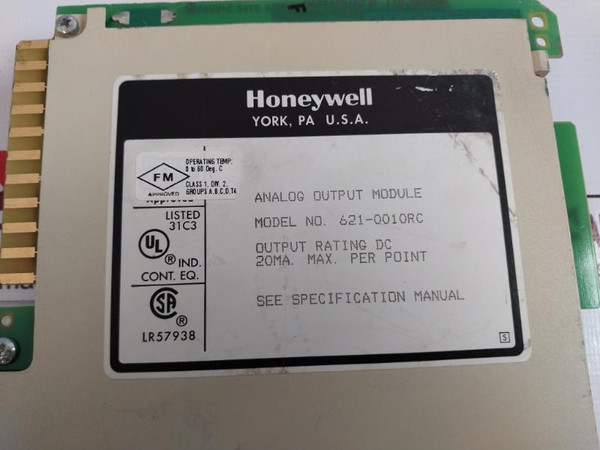 F
Honeywell
YORK, PA U.S.A.
FM
APPROVED
OPERATING TEMP:
0 to 60 Deg. C
CLASS 1, DIV. 2,
GROUPS A,B,C,D,T4
Approved
LISTED
31C3
UL ® IND.
CONT. EQ.
SA ®
LR57938
ANALOG OUTPUT MODULE
MODEL NO. 621-0010RC
OUTPUT RATING DC
20MA. MAX. PER POINT
SEE SPECIFICATION MANUAL
S